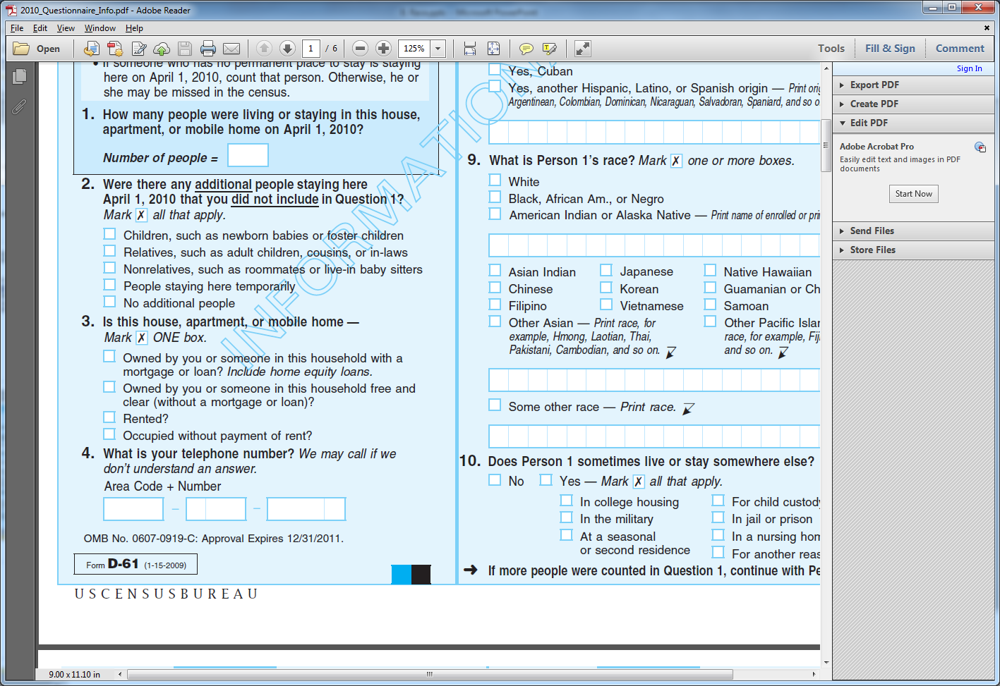 2010_Questionnaire_Info.pdf - Adobe Reader
File Edit View Window Help
Open
1 / 6
125%
Tools
Fill & Sign
Comment
Sign In
Export PDF
Create PDF
Edit PDF
Adobe Acrobat Pro
Easily edit text and images in PDF
documents
Start Now
Send Files
Store Files
• If someone who has no permanent place to stay is staying
here on April 1, 2010, count that person. Otherwise, he or
she may be missed in the census.
1. How many people were living or staying in this house,
apartment, or mobile home on April 1, 2010?
Number of people =
2. Were there any additional people staying here
April 1, 2010 that you did not include in Question 1?
Mark ✗ all that apply.
Children, such as newborn babies or foster children
Relatives, such as adult children, cousins, or in-laws
Nonrelatives, such as roommates or live-in baby sitters
People staying here temporarily
No additional people
3. Is this house, apartment, or mobile home —
Mark ✗ ONE box.
Owned by you or someone in this household with a
mortgage or loan? Include home equity loans.
Owned by you or someone in this household free and
clear (without a mortgage or loan)?
Rented?
Occupied without payment of rent?
4. What is your telephone number? We may call if we
don't understand an answer.
Area Code + Number
– –
OMB No. 0607-0919-C: Approval Expires 12/31/2011.
Form D-61 (1-15-2009)
USCENSUSBUREAU
INFORMATION
Yes, Cuban
Yes, another Hispanic, Latino, or Spanish origin — Print orig
Argentinean, Colombian, Dominican, Nicaraguan, Salvadoran, Spaniard, and so o
9. What is Person 1's race? Mark ✗ one or more boxes.
White
Black, African Am., or Negro
American Indian or Alaska Native — Print name of enrolled or pri
Asian Indian Japanese Native Hawaiian
Chinese Korean Guamanian or Ch
Filipino Vietnamese Samoan
Other Asian — Print race, for Other Pacific Islan
example, Hmong, Laotian, Thai, race, for example, Fij
Pakistani, Cambodian, and so on. and so on.
Some other race — Print race.
10. Does Person 1 sometimes live or stay somewhere else?
No Yes — Mark ✗ all that apply.
In college housing For child custody
In the military In jail or prison
At a seasonal In a nursing hom
or second residence For another reas
➔ If more people were counted in Question 1, continue with Pe
9.00 x 11.10 in